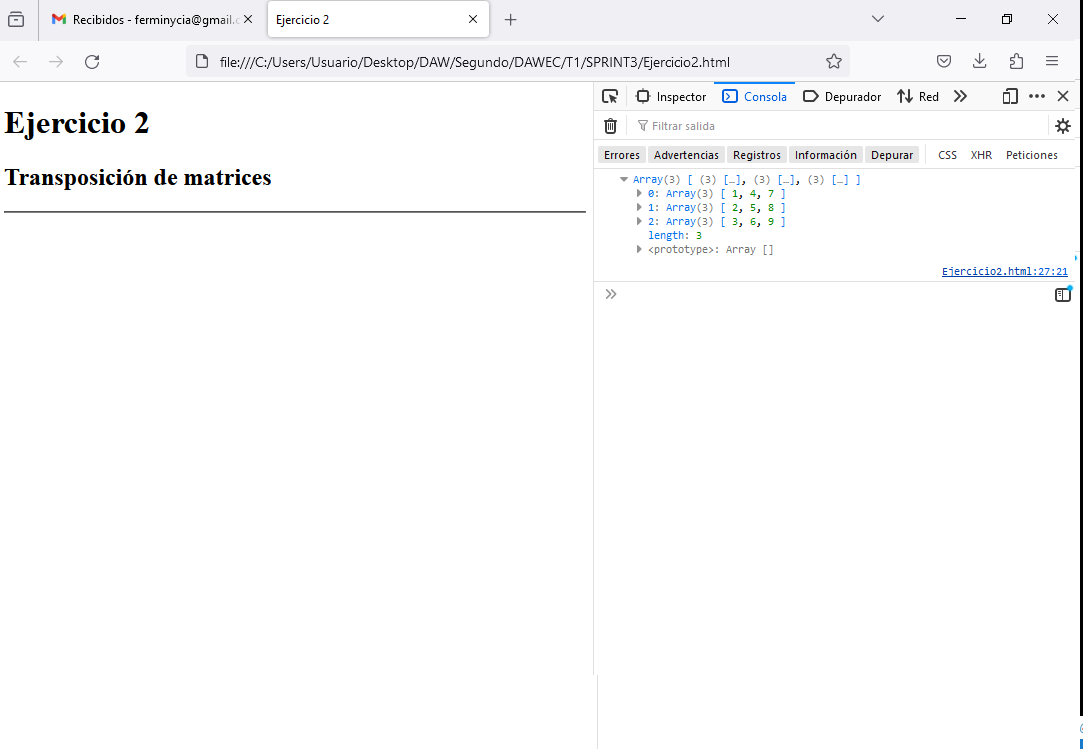 Recibidos - ferminycia@gmail.c
Ejercicio 2
file:///C:/Users/Usuario/Desktop/DAW/Segundo/DAWEC/T1/SPRINT3/Ejercicio2.html
Ejercicio 2
Transposición de matrices
Inspector Consola Depurador Red
Filtrar salida
Errores Advertencias Registros Información Depurar CSS XHR Peticiones
Array(3) [ (3) […], (3) […], (3) […] ]
0: Array(3) [ 1, 4, 7 ]
1: Array(3) [ 2, 5, 8 ]
2: Array(3) [ 3, 6, 9 ]
length: 3
<prototype>: Array []
Ejercicio2.html:27:21